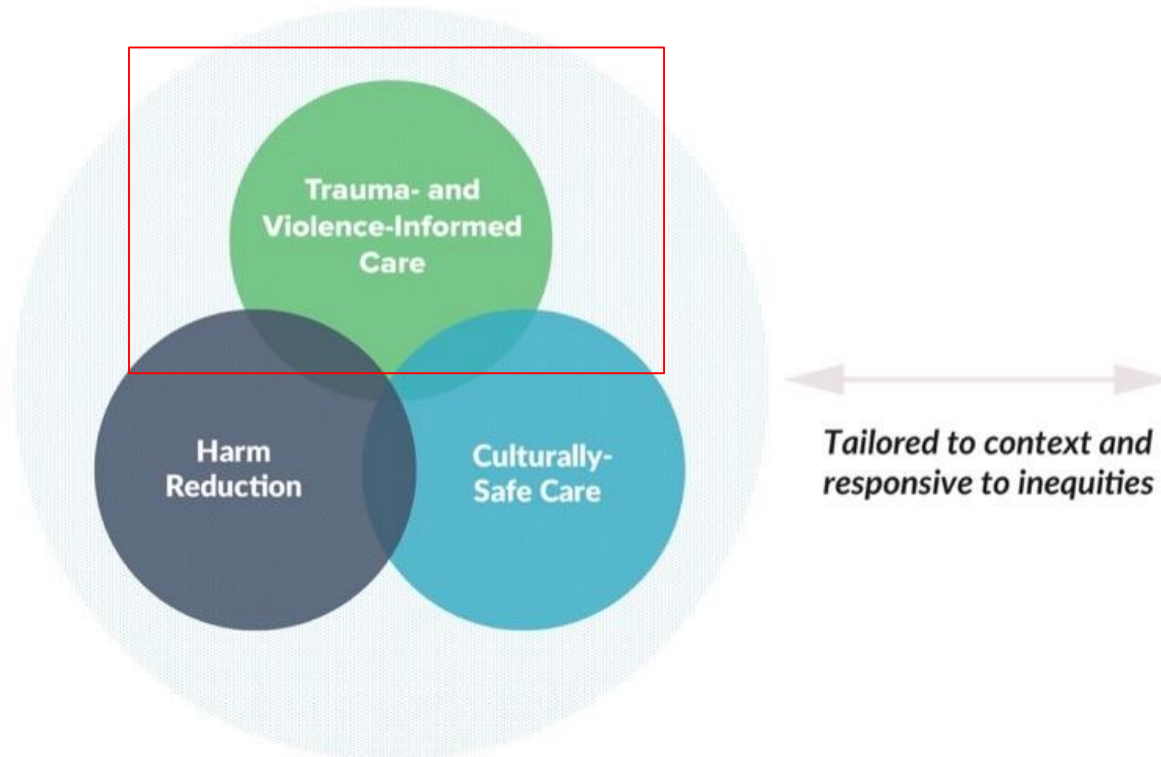 Trauma- and
Violence-Informed
Care
Harm
Reduction
Culturally-
Safe Care
Tailored to context and
responsive to inequities